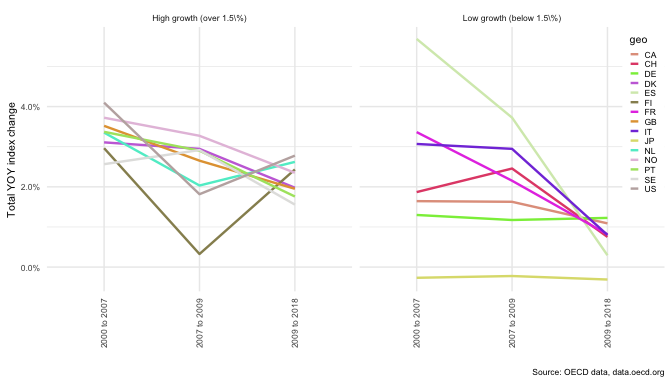 High growth (over 1.5\%)
Low growth (below 1.5\%)
Total YOY index change
4.0%
2.0%
0.0%
2000 to 2007
2007 to 2009
2009 to 2018
2000 to 2007
2007 to 2009
2009 to 2018
geo
CA
CH
DE
DK
ES
FI
FR
GB
IT
JP
NL
NO
PT
SE
US
Source: OECD data, data.oecd.org